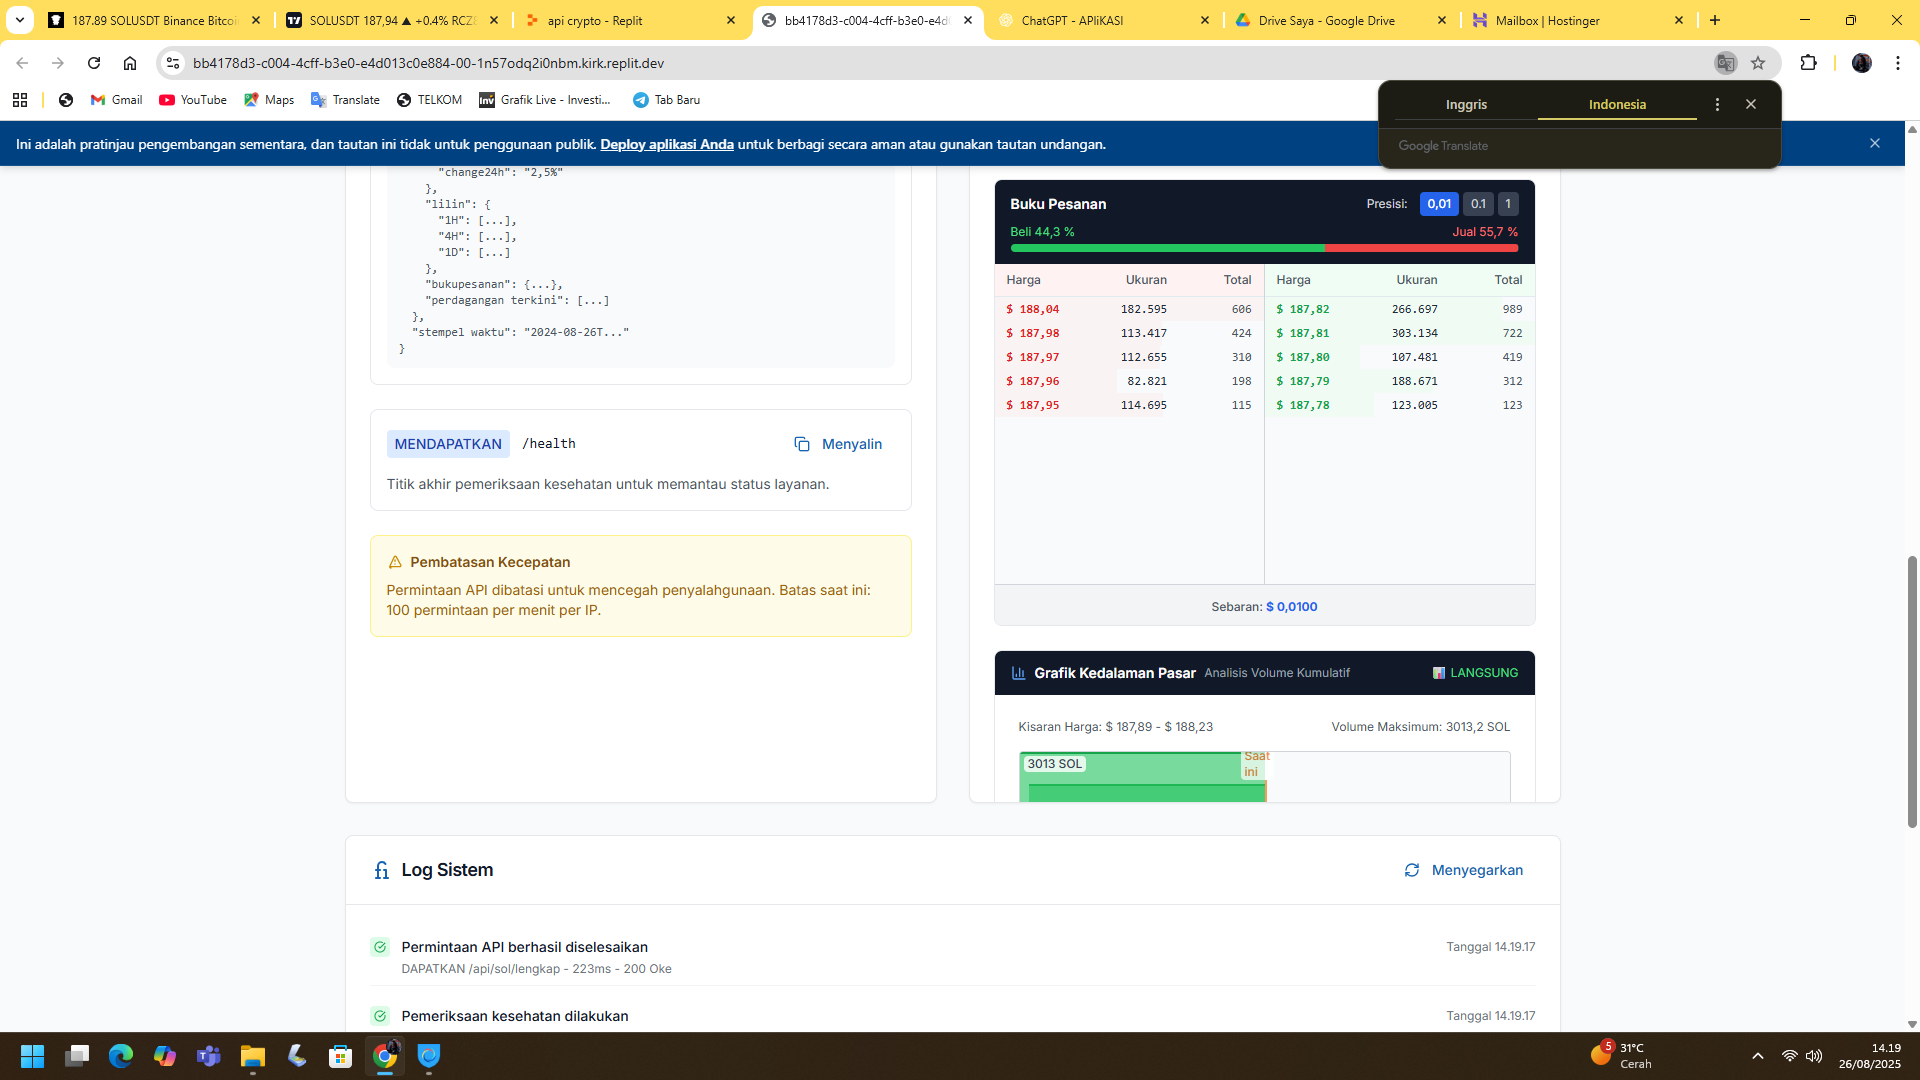 187.89 SOLUSDT Binance Bitcoi
SOLUSDT 187,94 ▲ +0.4% RCZE
api crypto - Replit
bb4178d3-c004-4cff-b3e0-e4d
ChatGPT - APliKASI
Drive Saya - Google Drive
Mailbox | Hostinger
bb4178d3-c004-4cff-b3e0-e4d013c0e884-00-1n57odq2i0nbm.kirk.replit.dev
Gmail
YouTube
Maps
Translate
TELKOM
Grafik Live - Investi...
Tab Baru
Inggris
Indonesia
Google Translate
Ini adalah pratinjau pengembangan sementara, dan tautan ini tidak untuk penggunaan publik. Deploy aplikasi Anda untuk berbagi secara aman atau gunakan tautan undangan.
"change24h": "2,5%"
},
"lilin": {
"1H": [...],
"4H": [...],
"1D": [...]
},
"bukupesanan": {...},
"perdagangan terkini": [...]
},
"stempel waktu": "2024-08-26T..."
}
MENDAPATKAN /health
Menyalin
Titik akhir pemeriksaan kesehatan untuk memantau status layanan.
Pembatasan Kecepatan
Permintaan API dibatasi untuk mencegah penyalahgunaan. Batas saat ini:
100 permintaan per menit per IP.
Buku Pesanan
Presisi: 0,01 0.1 1
Beli 44,3 %
Jual 55,7 %
Harga Ukuran Total Harga Ukuran Total
$ 188,04 182.595 606 $ 187,82 266.697 989
$ 187,98 113.417 424 $ 187,81 303.134 722
$ 187,97 112.655 310 $ 187,80 107.481 419
$ 187,96 82.821 198 $ 187,79 188.671 312
$ 187,95 114.695 115 $ 187,78 123.005 123
Sebaran: $ 0,0100
Grafik Kedalaman Pasar Analisis Volume Kumulatif
LANGSUNG
Kisaran Harga: $ 187,89 - $ 188,23
Volume Maksimum: 3013,2 SOL
3013 SOL
Saat
ini
Log Sistem
Menyegarkan
Permintaan API berhasil diselesaikan
Tanggal 14.19.17
DAPATKAN /api/sol/lengkap - 223ms - 200 Oke
Pemeriksaan kesehatan dilakukan
Tanggal 14.19.17
5
31°C
Cerah
14.19
26/08/2025